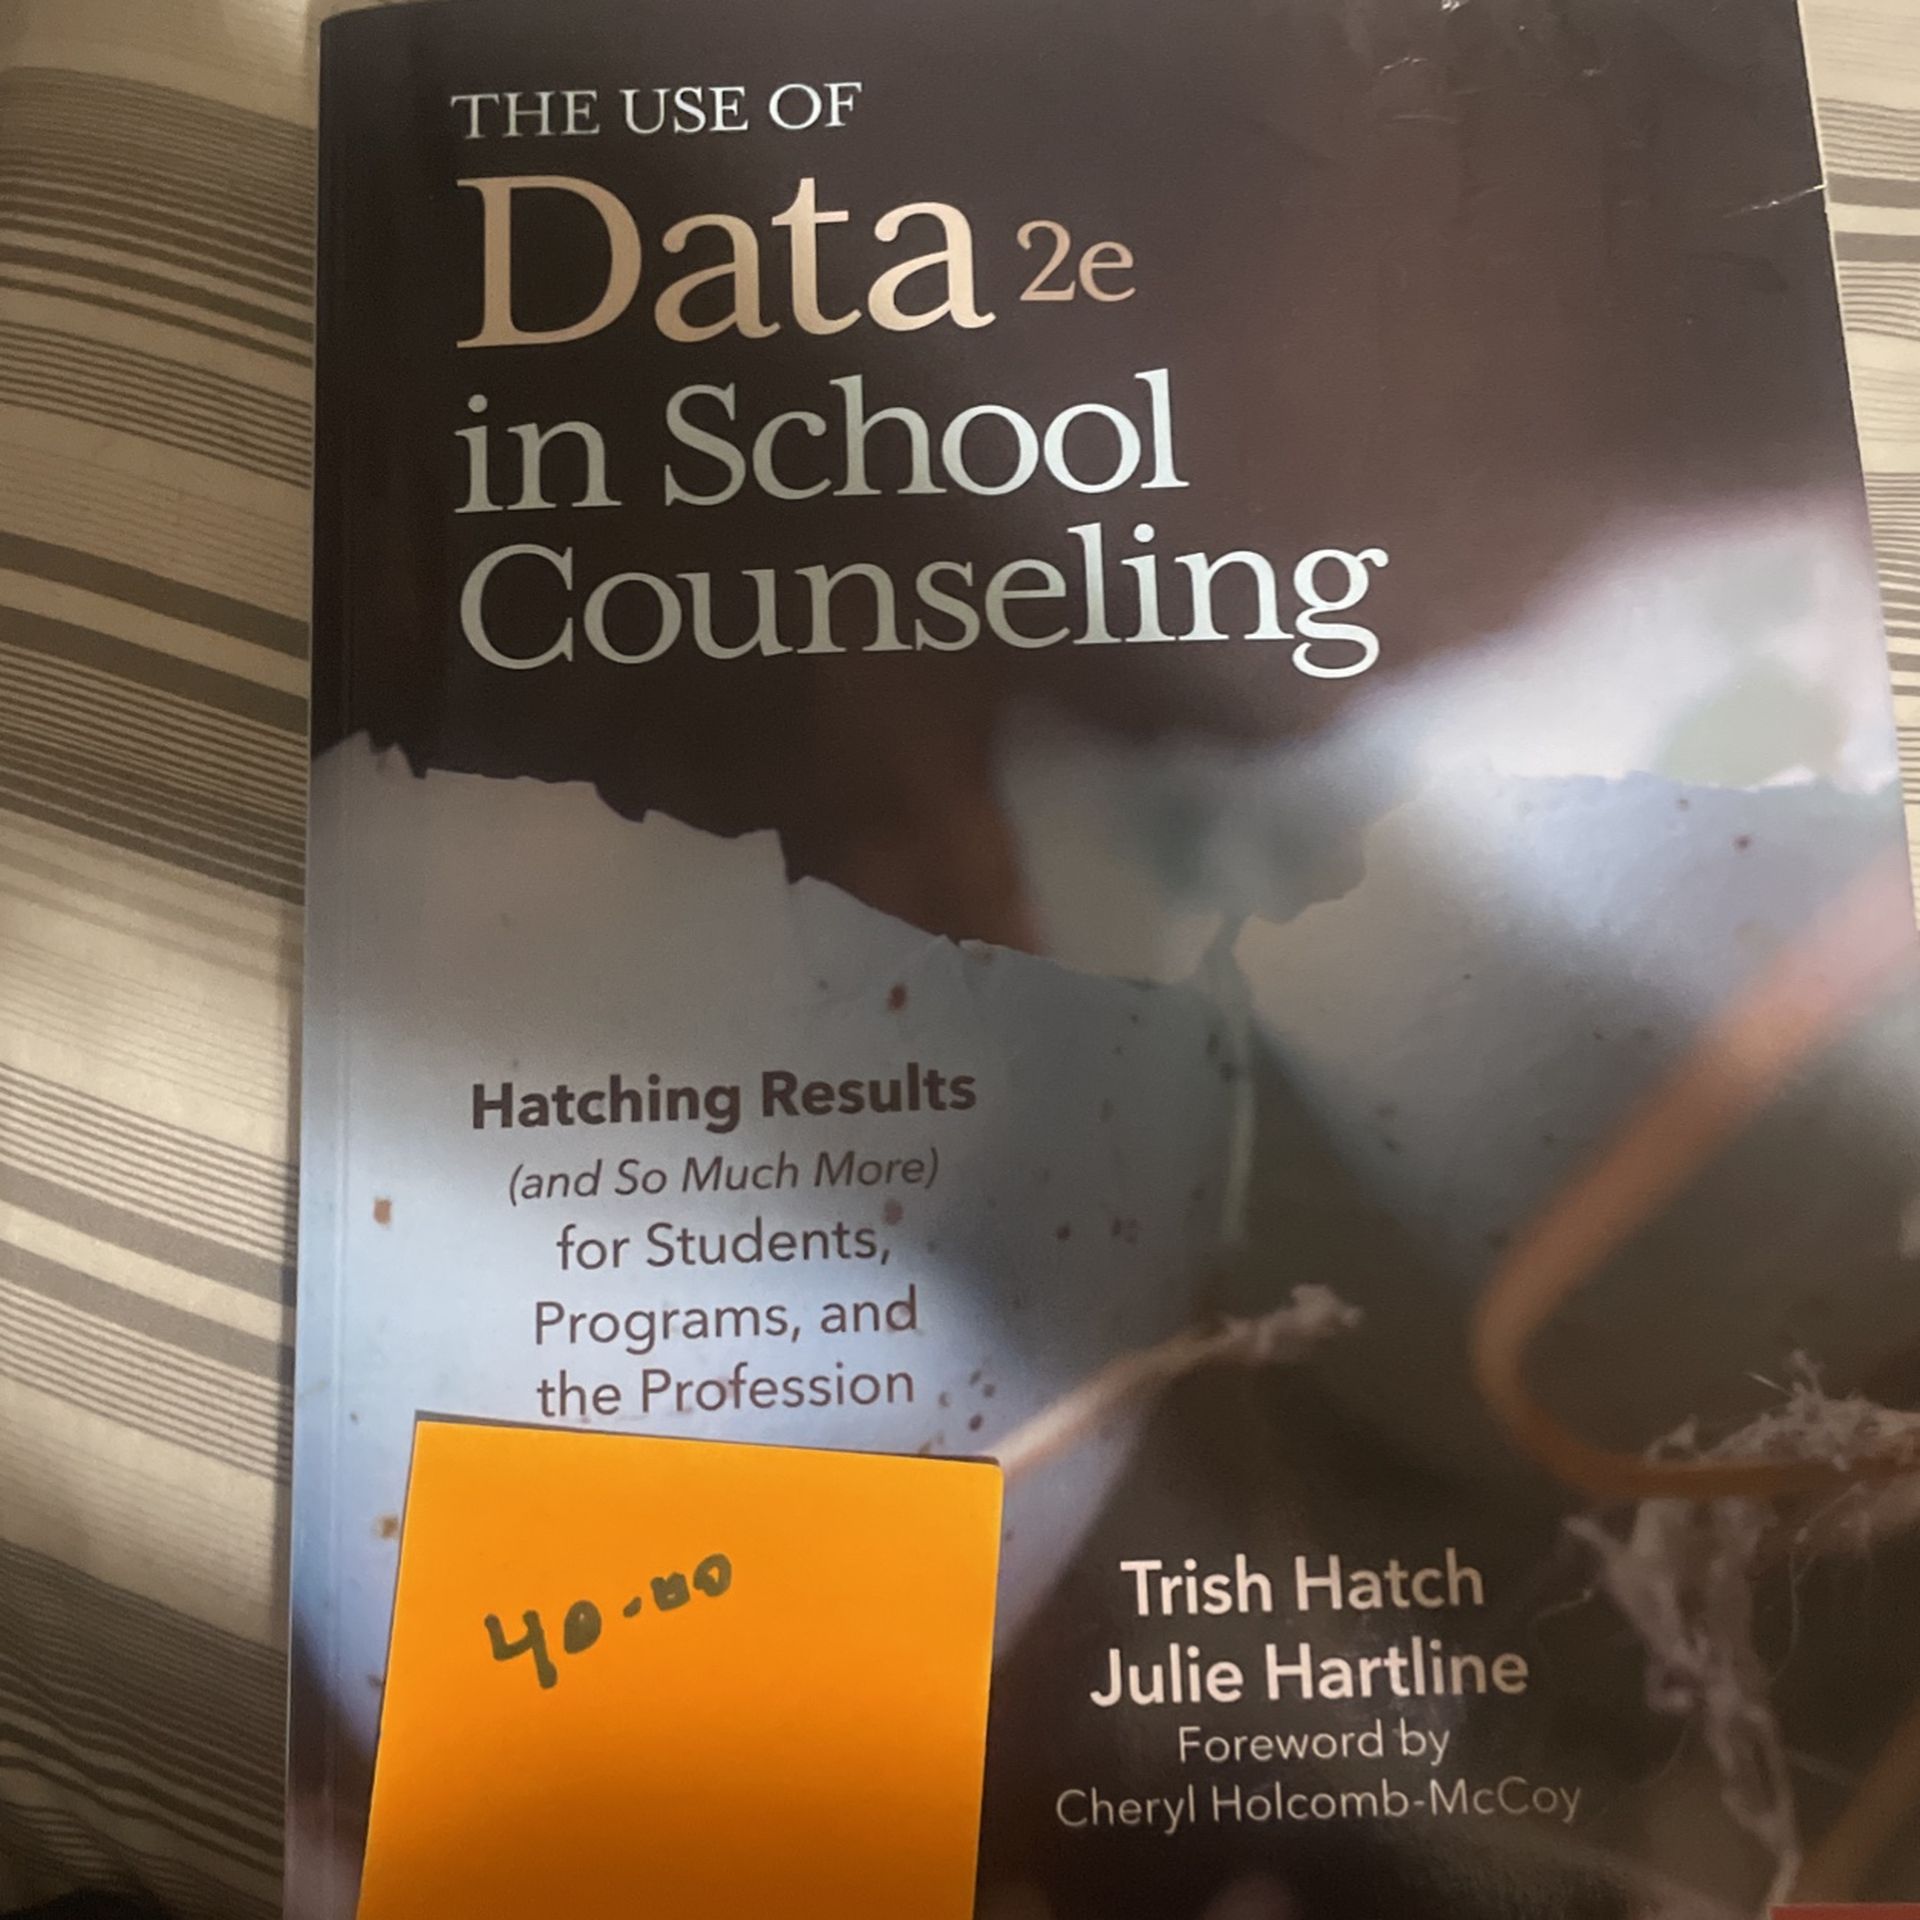 THE USE OF
Data 2e
in School
Counseling
Hatching Results
(and So Much More)
for Students,
Programs, and
the Profession
40.00
Trish Hatch
Julie Hartline
Foreword by
Cheryl Holcomb-McCoy